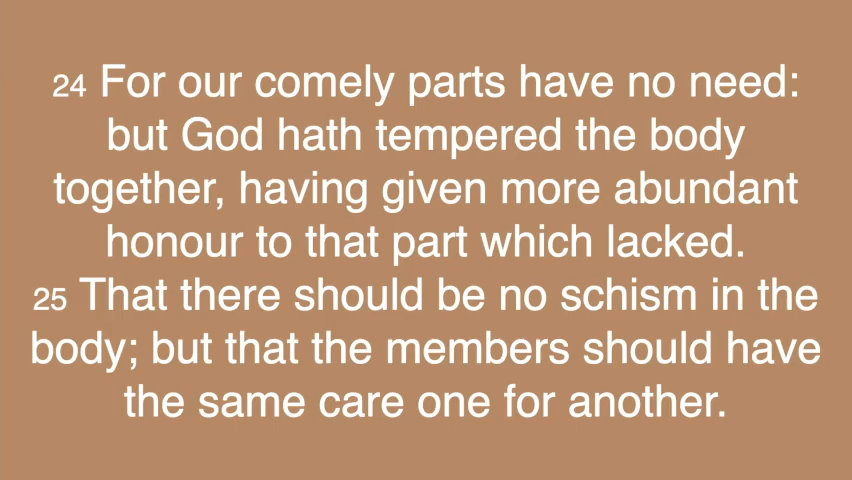 24 For our comely parts have no need:
but God hath tempered the body
together, having given more abundant
honour to that part which lacked.
25 That there should be no schism in the
body; but that the members should have
the same care one for another.